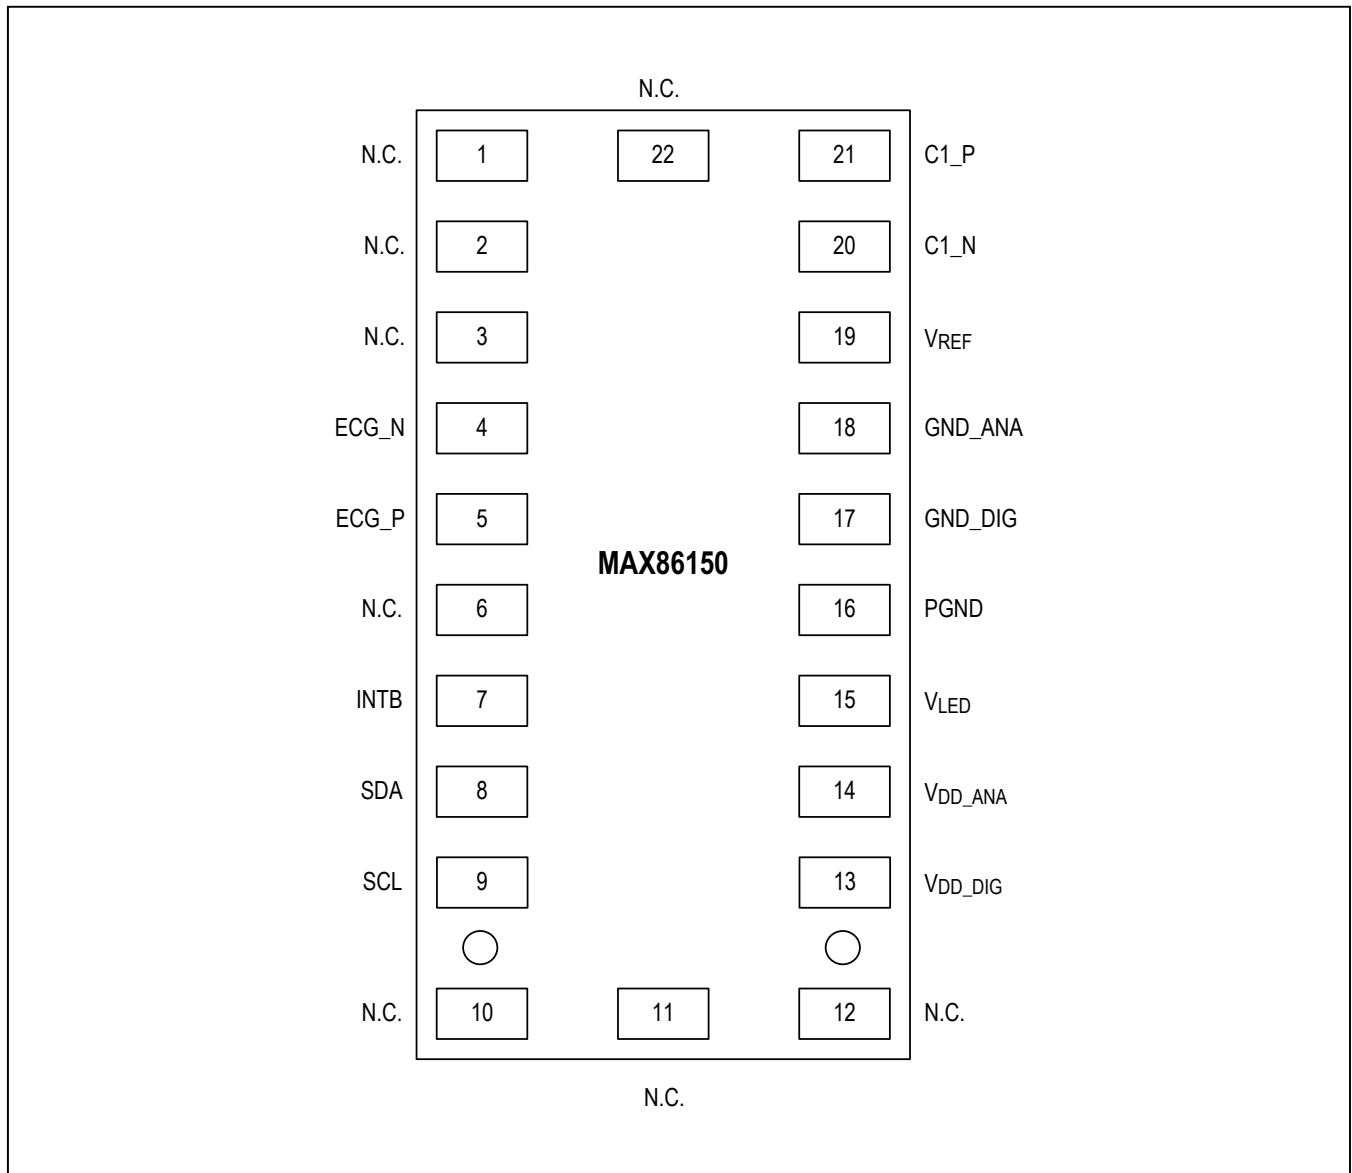 N.C.
N.C. 1 22 21 C1_P
N.C. 2 20 C1_N
N.C. 3 19 VREF
ECG_N 4 18 GND_ANA
ECG_P 5 17 GND_DIG
MAX86150
N.C. 6 16 PGND
INTB 7 15 VLED
SDA 8 14 VDD_ANA
SCL 9 13 VDD_DIG
N.C. 10 11 12 N.C.
N.C.